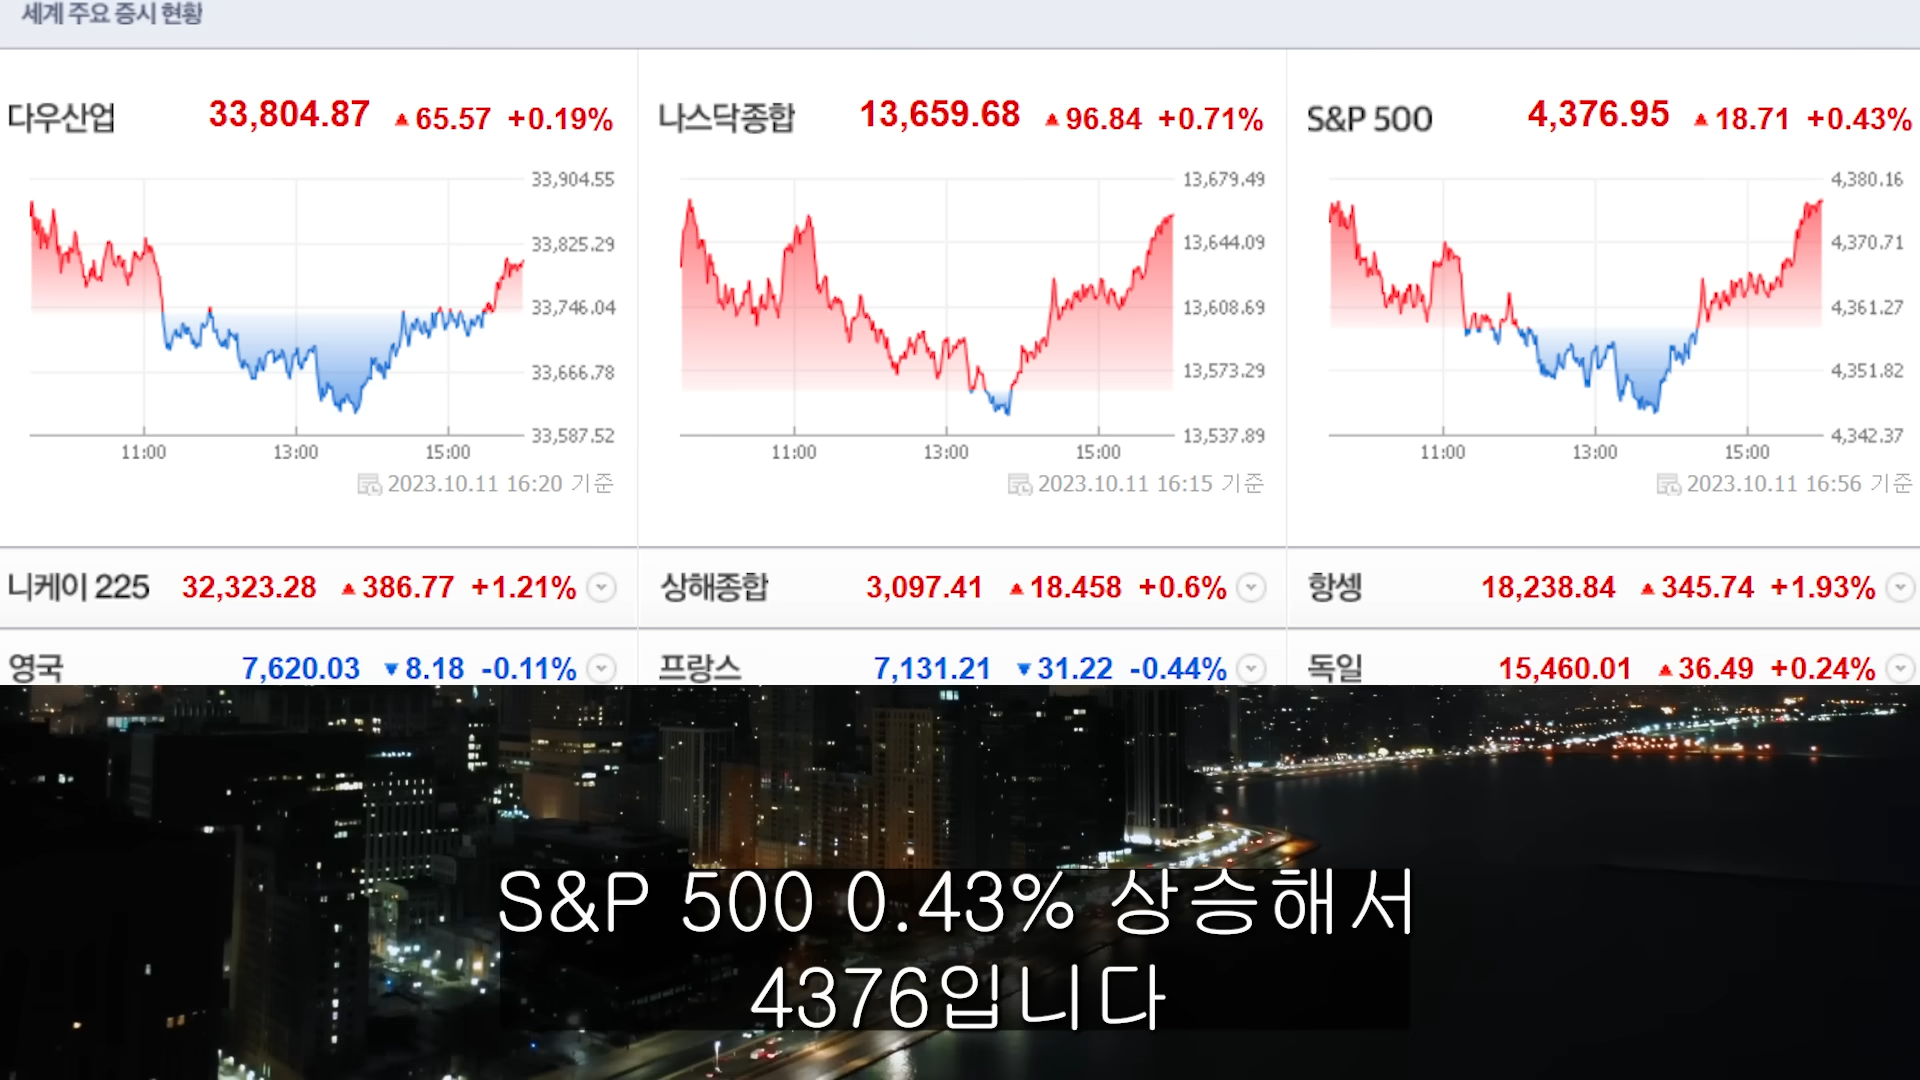 세계 주요 증시 현황
다우산업 33,804.87 ▲65.57 +0.19%
33,904.55
33,825.29
33,746.04
33,666.78
33,587.52
11:00 13:00 15:00
2023.10.11 16:20 기준
나스닥종합 13,659.68 ▲96.84 +0.71%
13,679.49
13,644.09
13,608.69
13,573.29
13,537.89
11:00 13:00 15:00
2023.10.11 16:15 기준
S&P 500 4,376.95 ▲18.71 +0.43%
4,380.16
4,370.71
4,361.27
4,351.82
4,342.37
11:00 13:00 15:00
2023.10.11 16:56 기준
니케이 225 32,323.28 ▲386.77 +1.21%
상해종합 3,097.41 ▲18.458 +0.6%
항셍 18,238.84 ▲345.74 +1.93%
영국 7,620.03 ▼8.18 -0.11%
프랑스 7,131.21 ▼31.22 -0.44%
독일 15,460.01 ▲36.49 +0.24%
S&P 500 0.43% 상승해서
4376입니다